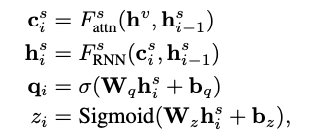 c_i^s = F_attn^s(h^v, h_{i-1}^s)
h_i^s = F_RNN^s(c_i^s, h_{i-1}^s)
q_i = σ(W_q h_i^s + b_q)
z_i = Sigmoid(W_z h_i^s + b_z),